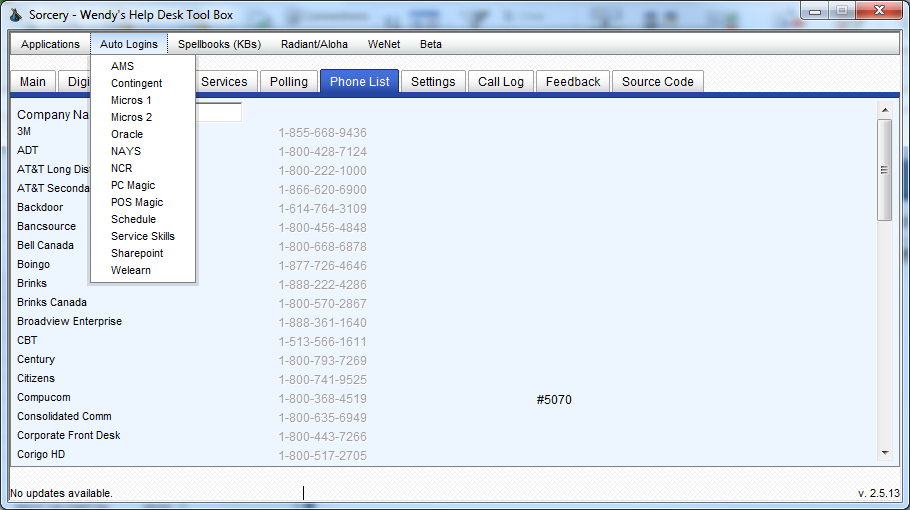 Sorcery - Wendy's Help Desk Tool Box
Applications Auto Logins Spellbooks (KBs) Radiant/Aloha WeNet Beta
Main Digi Services Polling Phone List Settings Call Log Feedback Source Code
AMS
Contingent
Micros 1
Micros 2
Oracle
NAYS
NCR
PC Magic
POS Magic
Schedule
Service Skills
Sharepoint
Welearn
Company Na
3M 1-855-668-9436
ADT 1-800-428-7124
AT&T Long Dis 1-800-222-1000
AT&T Seconda 1-866-620-6900
Backdoor 1-614-764-3109
Bancsource 1-800-456-4848
Bell Canada 1-800-668-6878
Boingo 1-877-726-4646
Brinks 1-888-222-4286
Brinks Canada 1-800-570-2867
Broadview Enterprise 1-888-361-1640
CBT 1-513-566-1611
Century 1-800-793-7269
Citizens 1-800-741-9525
Compucom 1-800-368-4519 #5070
Consolidated Comm 1-800-635-6949
Corporate Front Desk 1-800-443-7266
Corigo HD 1-800-517-2705
No updates available. v. 2.5.13